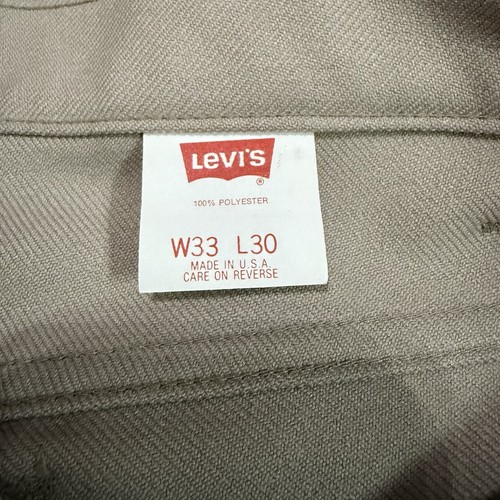 Levi's
®
100% POLYESTER
W33 L30
MADE IN U.S.A.
CARE ON REVERSE